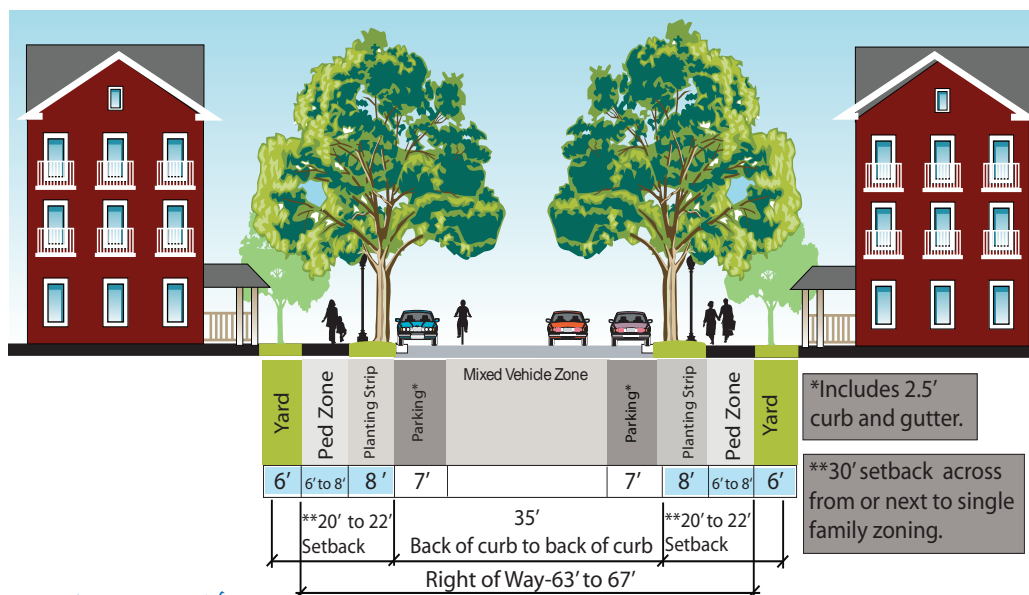 Yard
Ped Zone
Planting Strip
Parking*
Mixed Vehicle Zone
Parking*
Planting Strip
Ped Zone
Yard
6'
6' to 8'
8'
7'
7'
8'
6' to 8'
6'
**20' to 22'
Setback
35'
Back of curb to back of curb
**20' to 22'
Setback
Right of Way-63' to 67'
*Includes 2.5'
curb and gutter.
**30' setback across
from or next to single
family zoning.